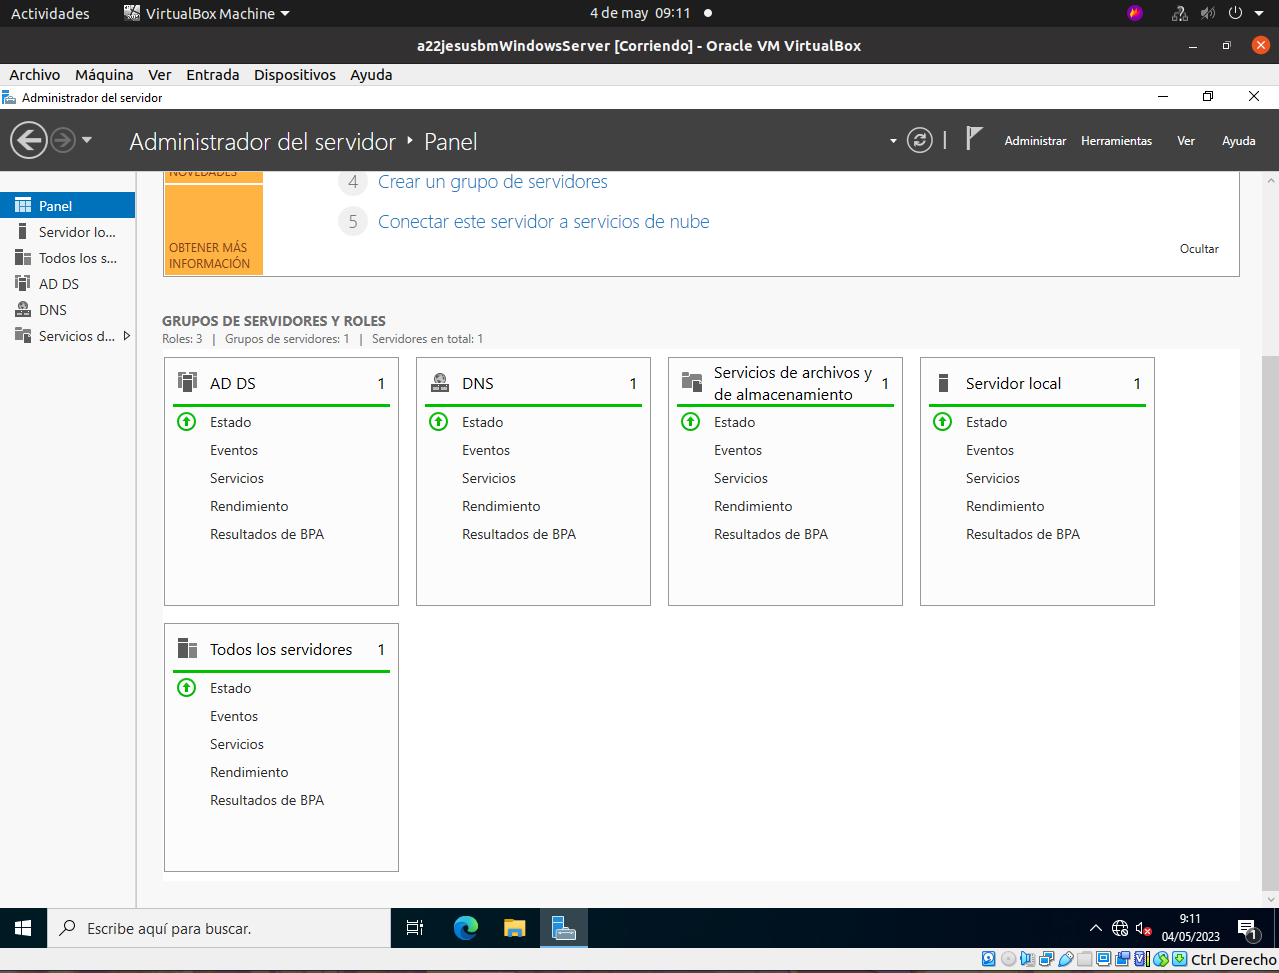 Actividades VirtualBox Machine 4 de may 09:11
a22jesusbmWindowsServer [Corriendo] - Oracle VM VirtualBox
Archivo Máquina Ver Entrada Dispositivos Ayuda
Administrador del servidor
Administrador del servidor Panel
Administrar Herramientas Ver Ayuda
Panel
Servidor lo...
Todos los s...
AD DS
DNS
Servicios d...
NOVEDADES
OBTENER MÁS
INFORMACIÓN
4 Crear un grupo de servidores
5 Conectar este servidor a servicios de nube
Ocultar
GRUPOS DE SERVIDORES Y ROLES
Roles: 3 | Grupos de servidores: 1 | Servidores en total: 1
AD DS 1
Estado
Eventos
Servicios
Rendimiento
Resultados de BPA
DNS 1
Estado
Eventos
Servicios
Rendimiento
Resultados de BPA
Servicios de archivos y
de almacenamiento 1
Estado
Eventos
Servicios
Rendimiento
Resultados de BPA
Servidor local 1
Estado
Eventos
Servicios
Rendimiento
Resultados de BPA
Todos los servidores 1
Estado
Eventos
Servicios
Rendimiento
Resultados de BPA
Escribe aquí para buscar.
9:11
04/05/2023
1
Ctrl Derecho